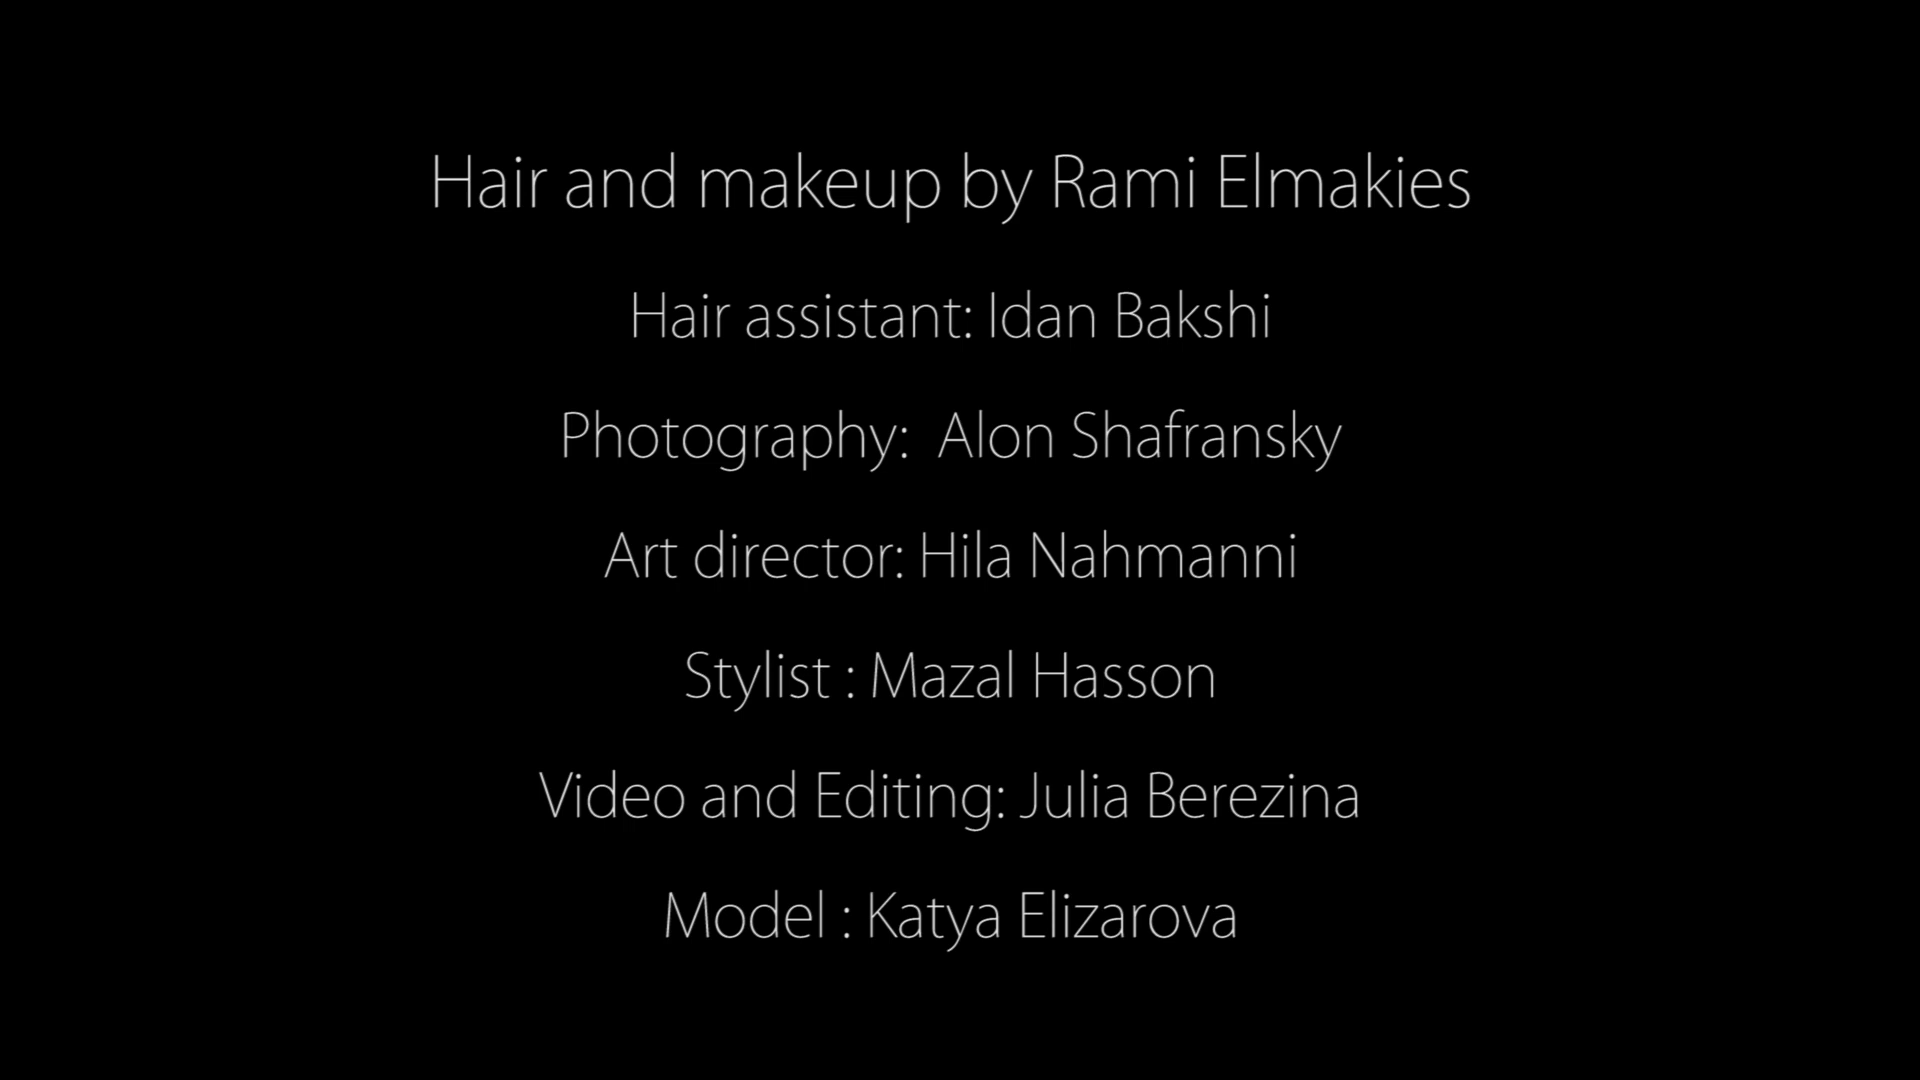 Hair and makeup by Rami Elmakies
Hair assistant: Idan Bakshi
Photography:  Alon Shafransky
Art director: Hila Nahmanni
Stylist : Mazal Hasson
Video and Editing: Julia Berezina
Model : Katya Elizarova